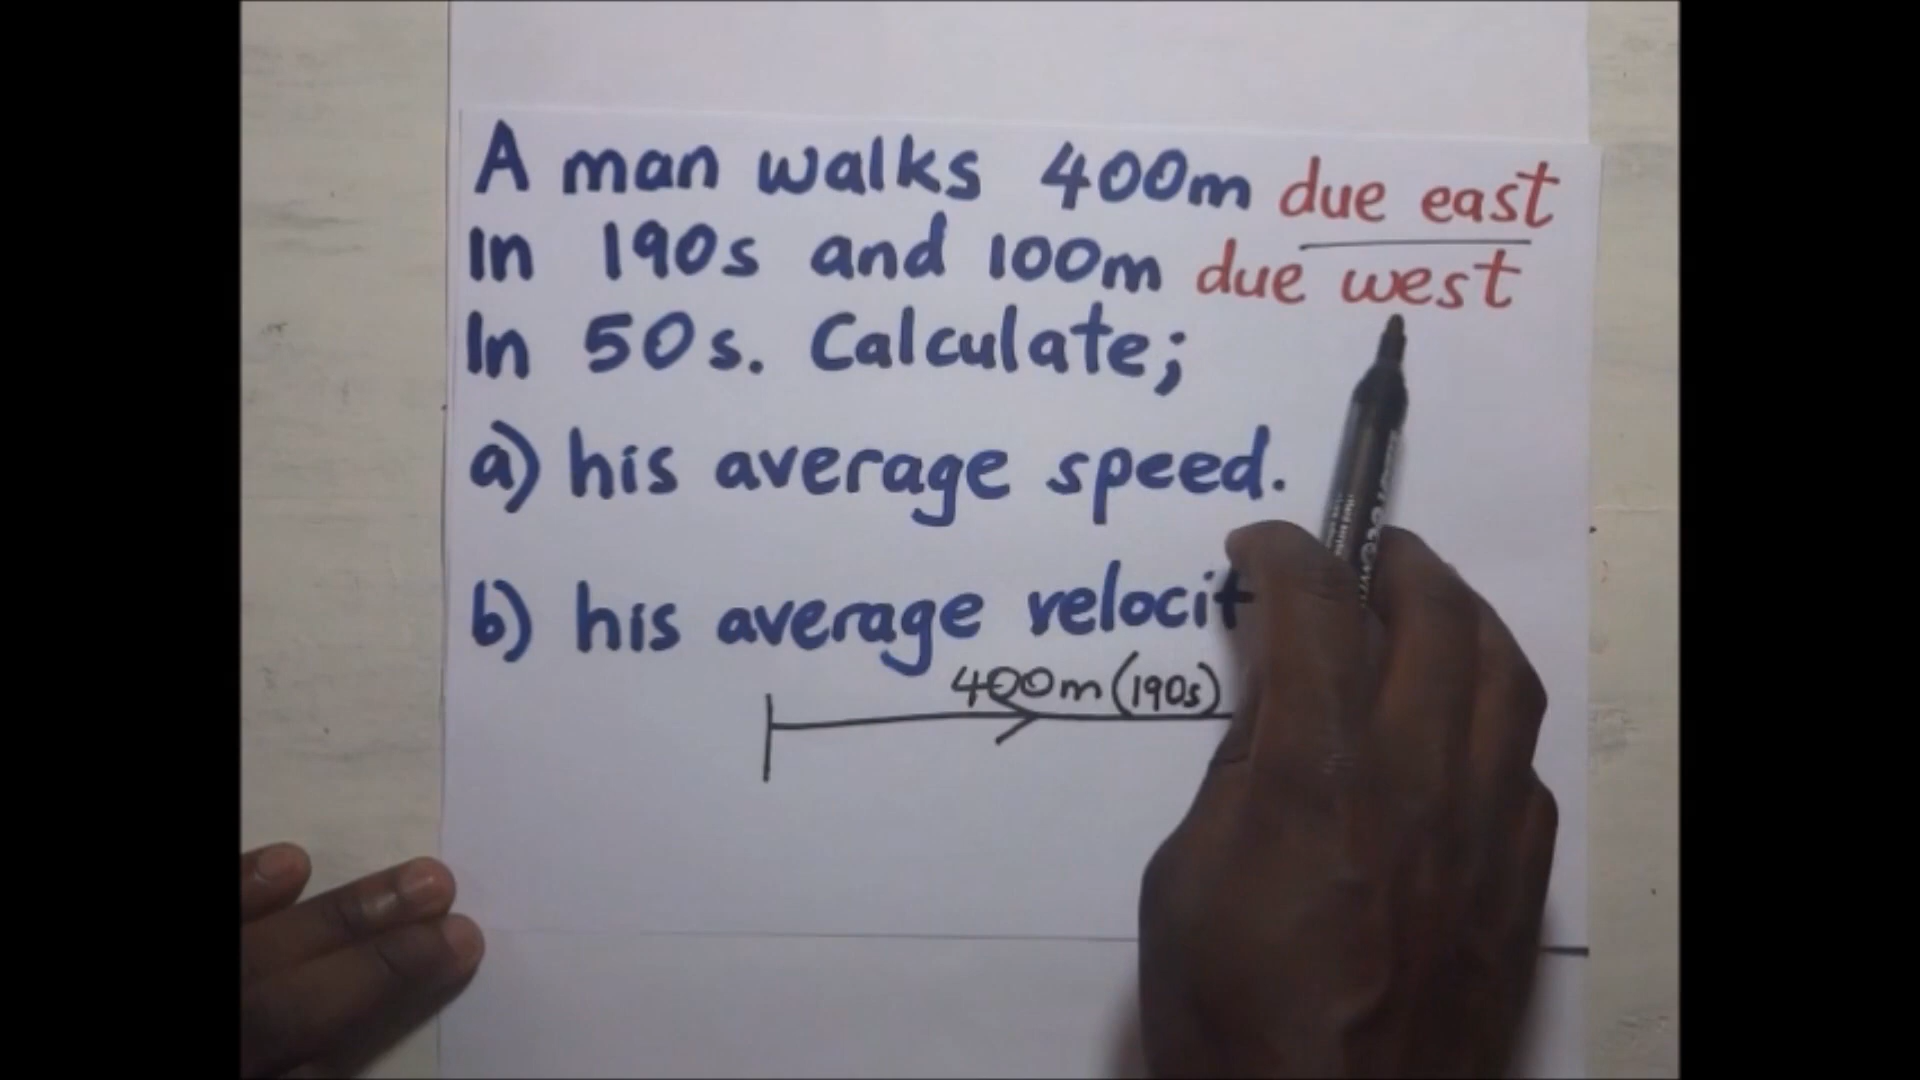 A man walks 400m due east
In 190s and 100m due west
In 50s. Calculate;
a) his average speed.
b) his average velocit
400m (190s)